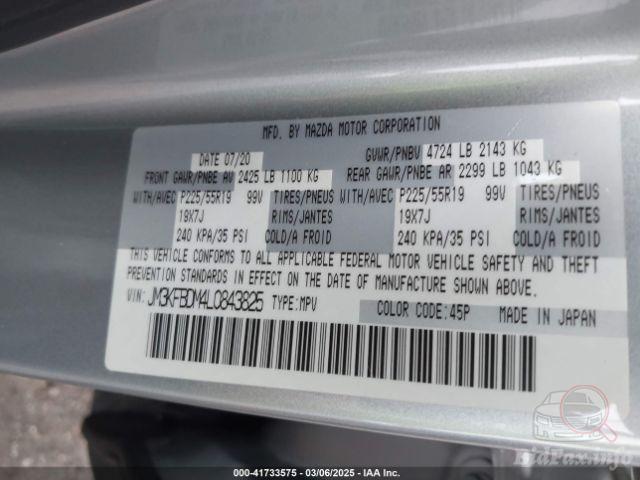 MFD. BY MAZDA MOTOR CORPORATION
DATE 07/20 GVWR/PNBV 4724 LB 2143 KG
FRONT GAWR/PNBE AV 2425 LB 1100 KG REAR GAWR/PNBE AR 2299 LB 1043 KG
WITH/AVEC P225/55R19 99V TIRES/PNEUS WITH/AVEC P225/55R19 99V TIRES/PNEUS
19X7J RIMS/JANTES 19X7J RIMS/JANTES
240 KPA/35 PSI COLD/A FROID 240 KPA/35 PSI COLD/A FROID
THIS VEHICLE CONFORMS TO ALL APPLICABLE FEDERAL MOTOR VEHICLE SAFETY AND THEFT
PREVENTION STANDARDS IN EFFECT ON THE DATE OF MANUFACTURE SHOWN ABOVE.
VIN: JM3KFBDM4L0843825 TYPE:MPV COLOR CODE:45P MADE IN JAPAN
BidFax.info
000-41733575 - 03/06/2025 - IAA Inc.